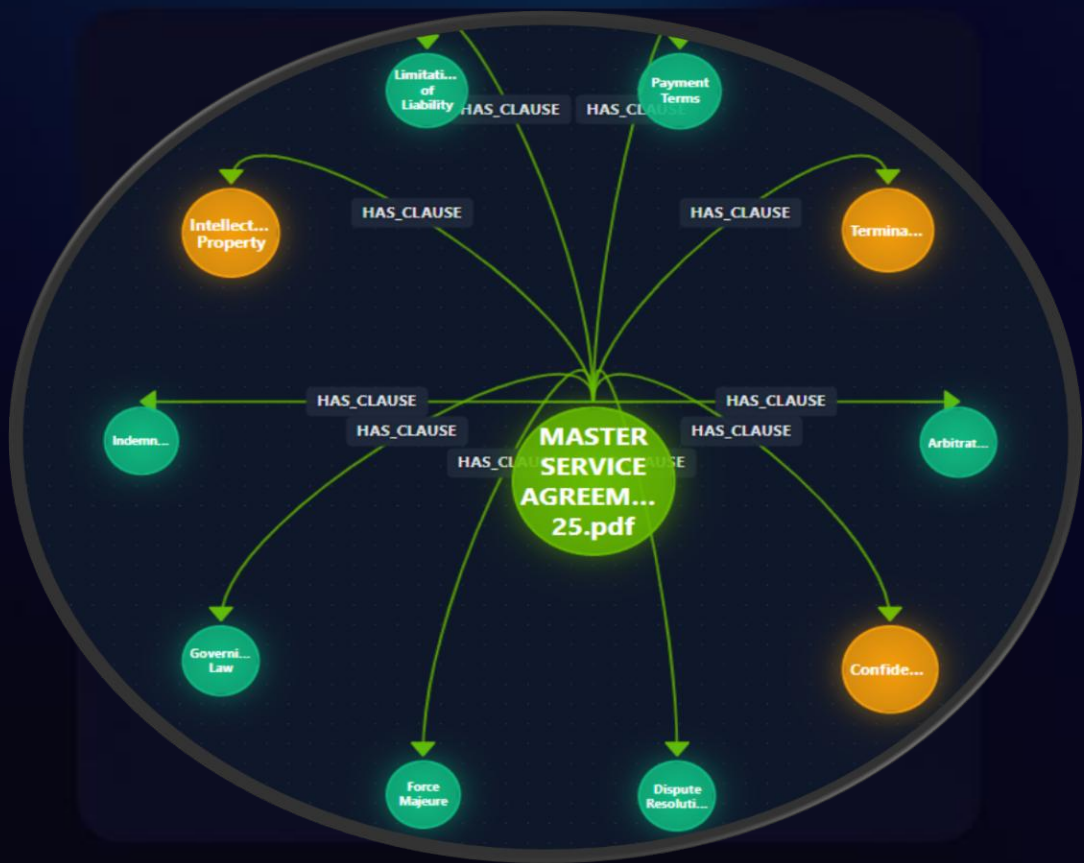 Limitati...
of
Liability
Payment
Terms
HAS_CLAUSE
HAS_CLAUSE
HAS_CLAUSE
HAS_CLAUSE
Intellect...
Property
Termina...
HAS_CLAUSE
HAS_CLAUSE
HAS_CLAUSE
HAS_CLAUSE
Indemn...
MASTER
SERVICE
AGREEM...
25.pdf
Arbitrat...
Governi...
Law
Confide...
Force
Majeure
Dispute
Resoluti...